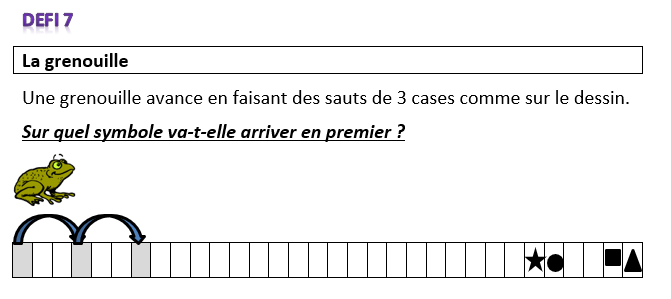 DEFI 7
La grenouille
Une grenouille avance en faisant des sauts de 3 cases comme sur le dessin.
Sur quel symbole va-t-elle arriver en premier ?